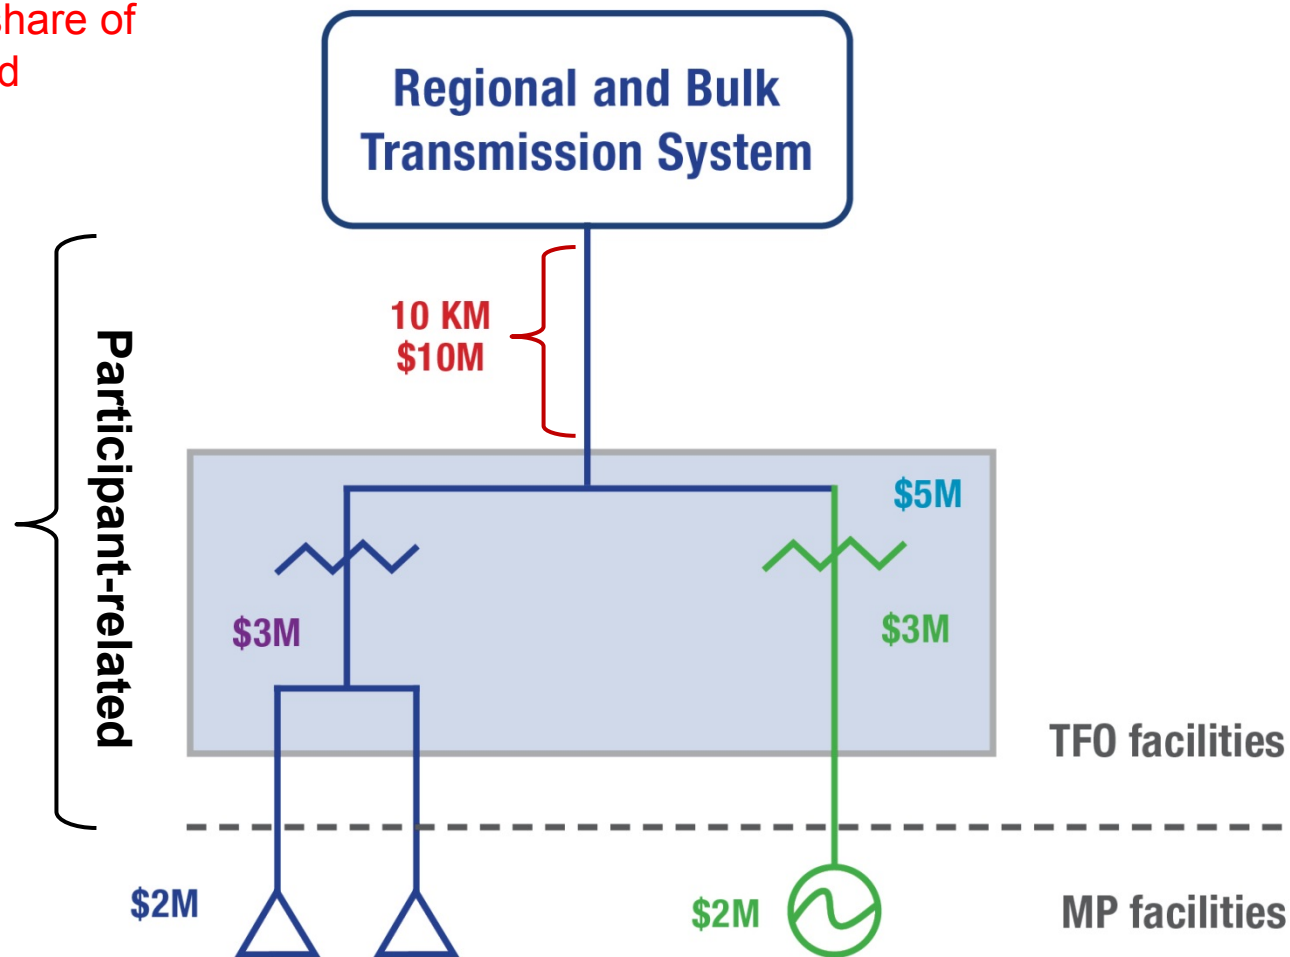 share of
d
Regional and Bulk
Transmission System
10 KM
$10M
Participant-related
$5M
$3M
$3M
TFO facilities
$2M
$2M
MP facilities